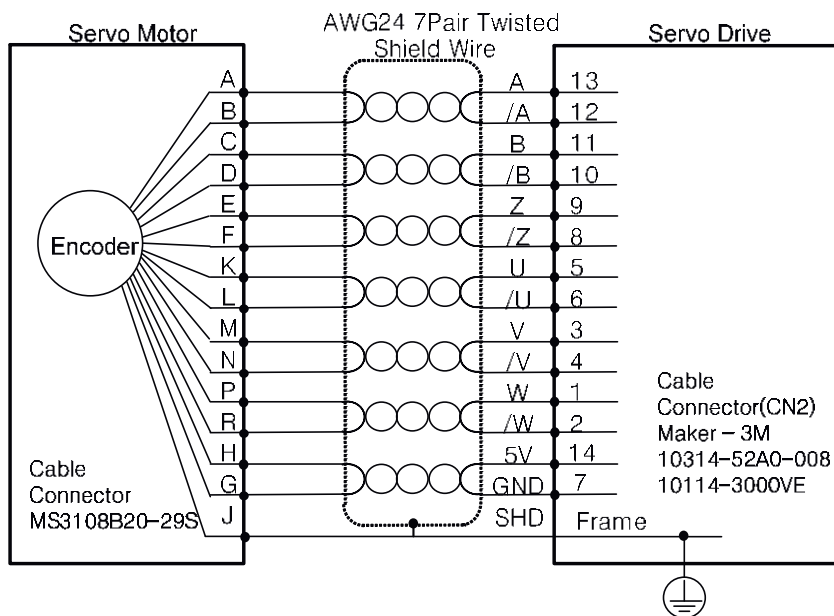 Servo Motor
AWG24 7Pair Twisted
Shield Wire
Servo Drive
A A 13
B /A 12
C B 11
D /B 10
E Z 9
F /Z 8
K U 5
L /U 6
M V 3
N /V 4
P W 1
R /W 2
H 5V 14
G GND 7
J SHD Frame
Encoder
Cable
Connector
MS3108B20-29S
Cable
Connector(CN2)
Maker - 3M
10314-52A0-008
10114-3000VE